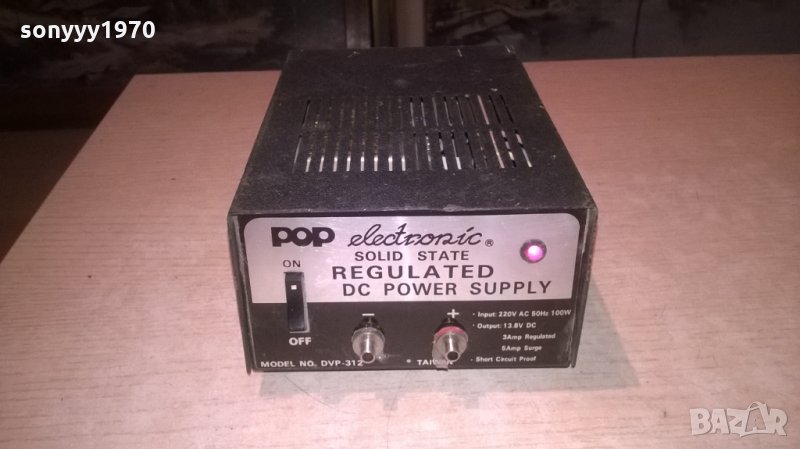 sonyyy1970
POP electronic®
SOLID STATE
REGULATED
DC POWER SUPPLY
ON
OFF
− +
· Input: 220V AC 50Hz 100W
· Output: 13.8V DC
3Amp Regulated
5Amp Surge
· Short Circuit Proof
MODEL NO. DVP-312
* TAIWAN
BAZAR